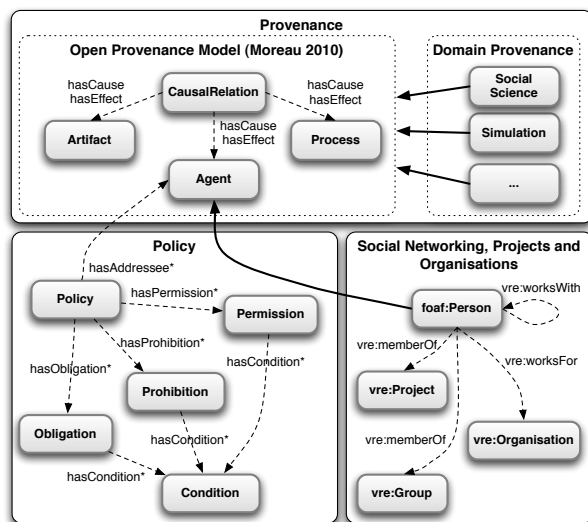 Provenance
Open Provenance Model (Moreau 2010)
Domain Provenance
hasCause
hasEffect
CausalRelation
hasCause
hasEffect
Social
Science
hasCause
hasEffect
Artifact
Process
Simulation
Agent
...
Policy
Social Networking, Projects and
Organisations
hasAddressee*
vre:worksWith
Policy
hasPermission*
foaf:Person
Permission
hasProhibition*
vre:memberOf
vre:worksFor
hasObligation*
hasCondition*
Prohibition
vre:Project
Obligation
hasCondition*
vre:memberOf
vre:Organisation
hasCondition*
Condition
vre:Group